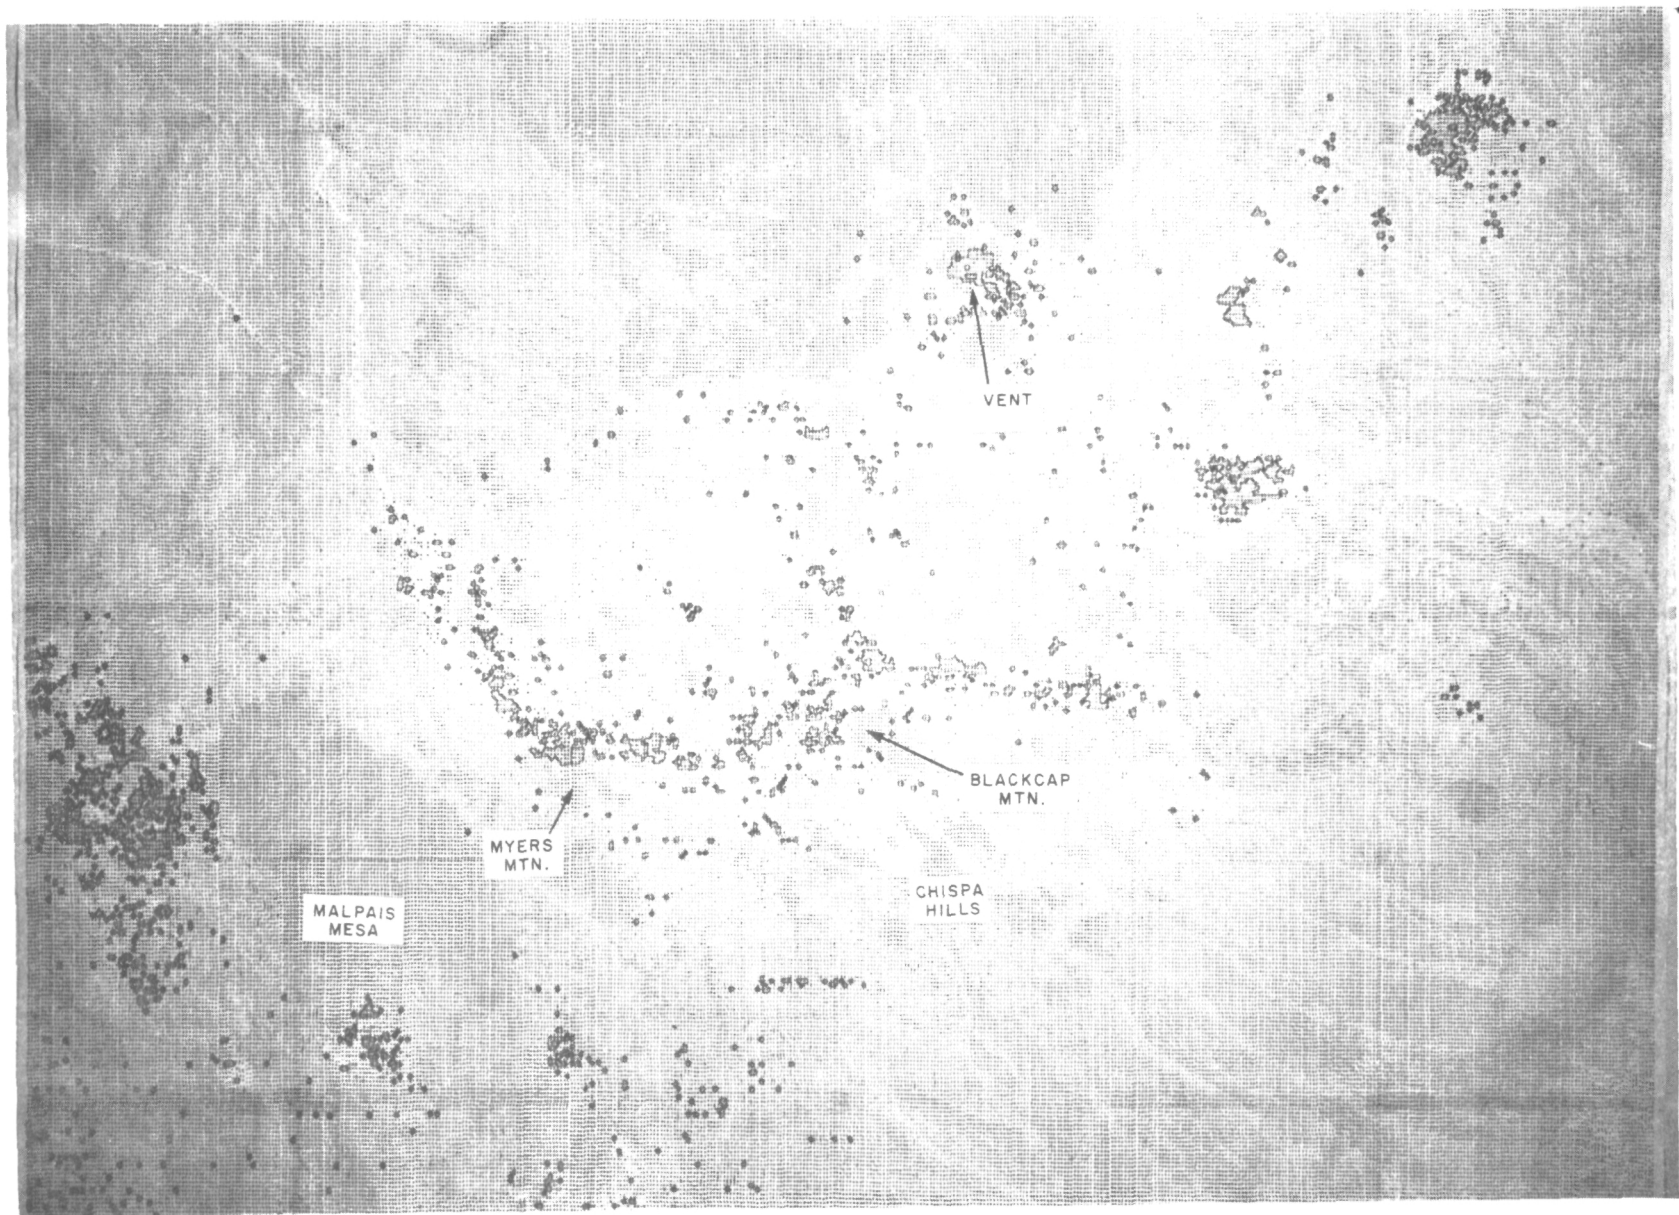 VENT
BLACKCAP
MTN.
MYERS
MTN.
CHISPA
HILLS
MALPAIS
MESA